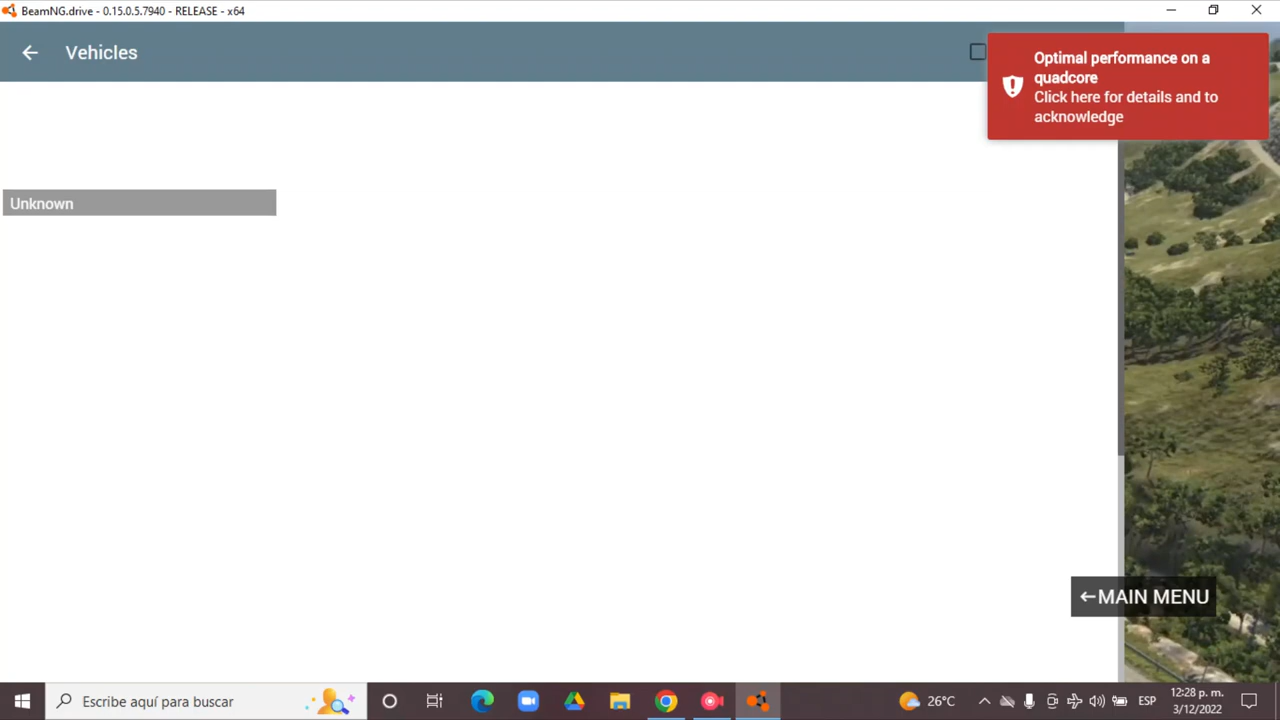 BeamNG.drive - 0.15.0.5.7940 - RELEASE - x64
Vehicles
Optimal performance on a
quadcore
Click here for details and to
acknowledge
Unknown
←MAIN MENU
Escribe aquí para buscar
26°C
ESP
12:28 p. m.
3/12/2022